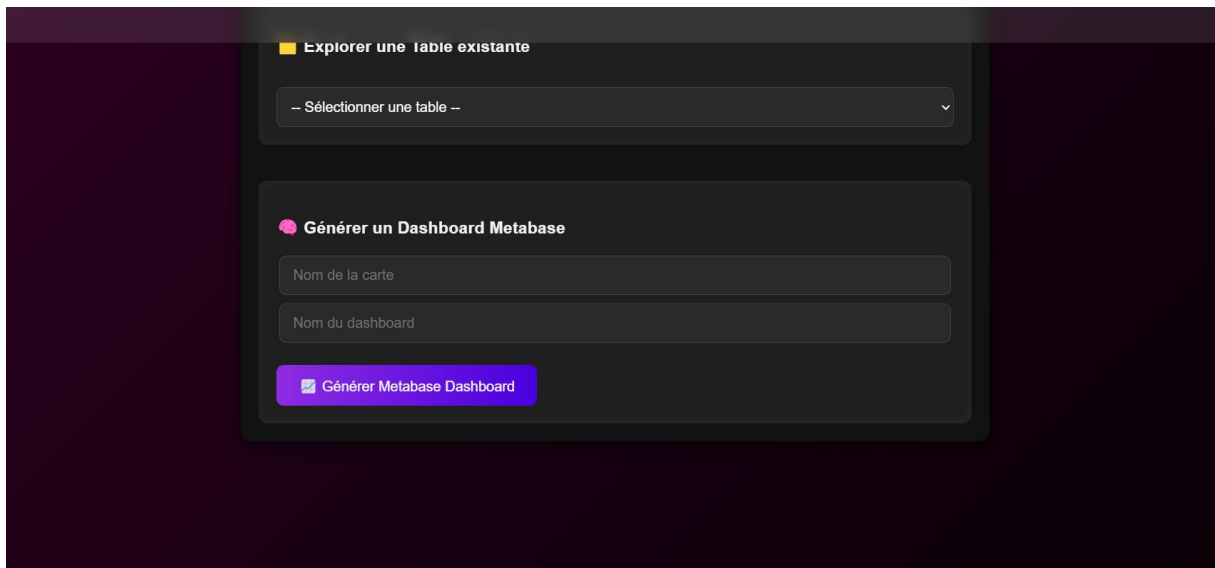 Explorer une Table existante
-- Sélectionner une table --
Générer un Dashboard Metabase
Nom de la carte
Nom du dashboard
Générer Metabase Dashboard